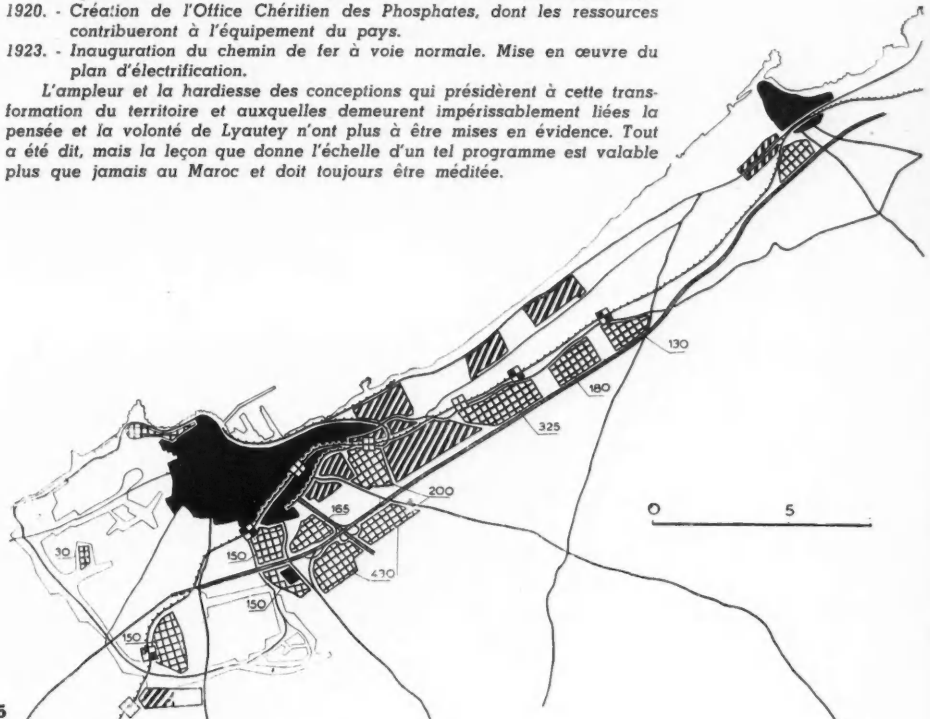 1920. - Création de l'Office Chérifien des Phosphates, dont les ressources
contribueront à l'équipement du pays.
1923. - Inauguration du chemin de fer à voie normale. Mise en œuvre du
plan d'électrification.
L'ampleur et la hardiesse des conceptions qui présidèrent à cette trans-
formation du territoire et auxquelles demeurent impérissablement liées la
pensée et la volonté de Lyautey n'ont plus à être mises en évidence. Tout
a été dit, mais la leçon que donne l'échelle d'un tel programme est valable
plus que jamais au Maroc et doit toujours être méditée.
130
180
325
200
0 5
165
150
30
430
150
150
5